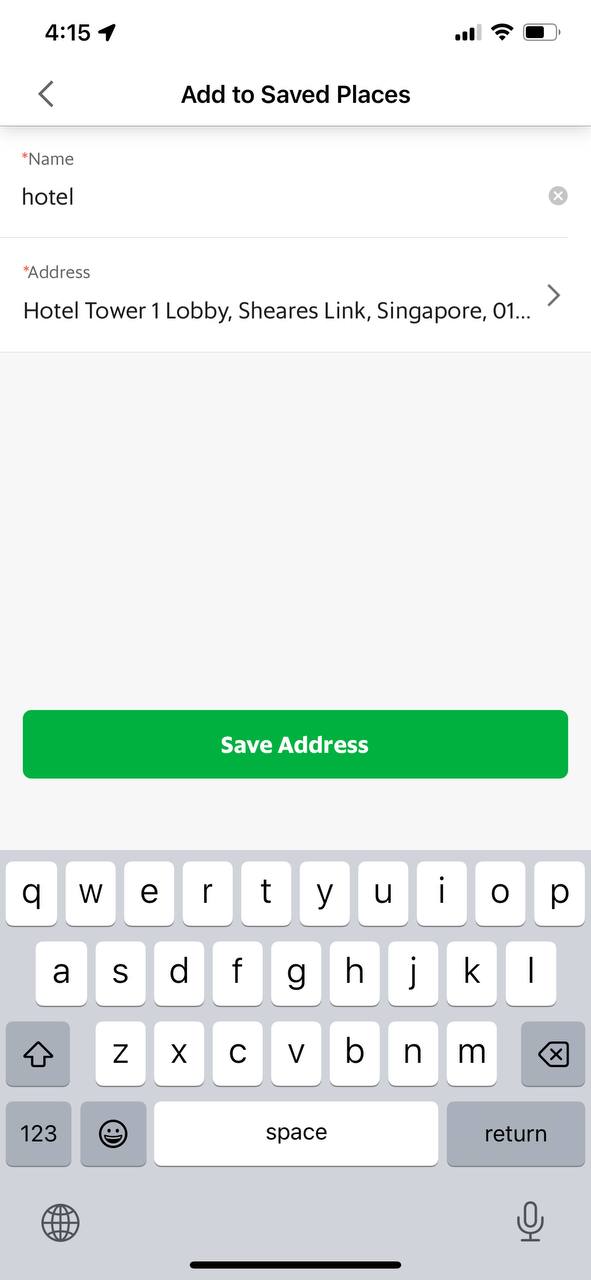 4:15
Add to Saved Places
*Name
hotel
*Address
Hotel Tower 1 Lobby, Sheares Link, Singapore, 01...
Save Address
q w e r t y u i o p
a s d f g h j k l
z x c v b n m
123 space return